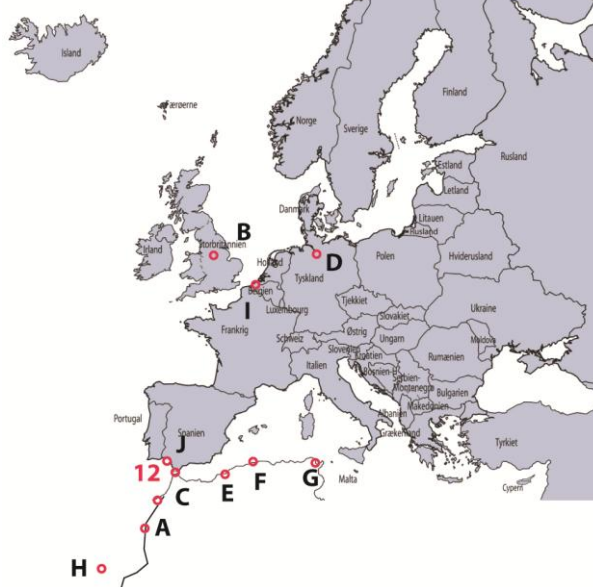 Island
Færøerne
Norge
Sverige
Finland
Rusland
Estland
Letland
Danmark
Litauen
Rusland
Irland
Storbritannien
B
Holland
D
Tyskland
Polen
Hviderusland
Belgien
I
Luxembourg
Tjekkiet
Ukraine
Slovakiet
Frankrig
Schweiz
Østrig
Ungarn
Moldova
Slovenien
Kroatien
Rumænien
Italien
Bosnien-H
Serbien-
Montenegro
Bulgarien
Makedonien
Albanien
Portugal
Spanien
J
Grækenland
Tyrkiet
12
C
E
F
G
Malta
Cypern
A
H